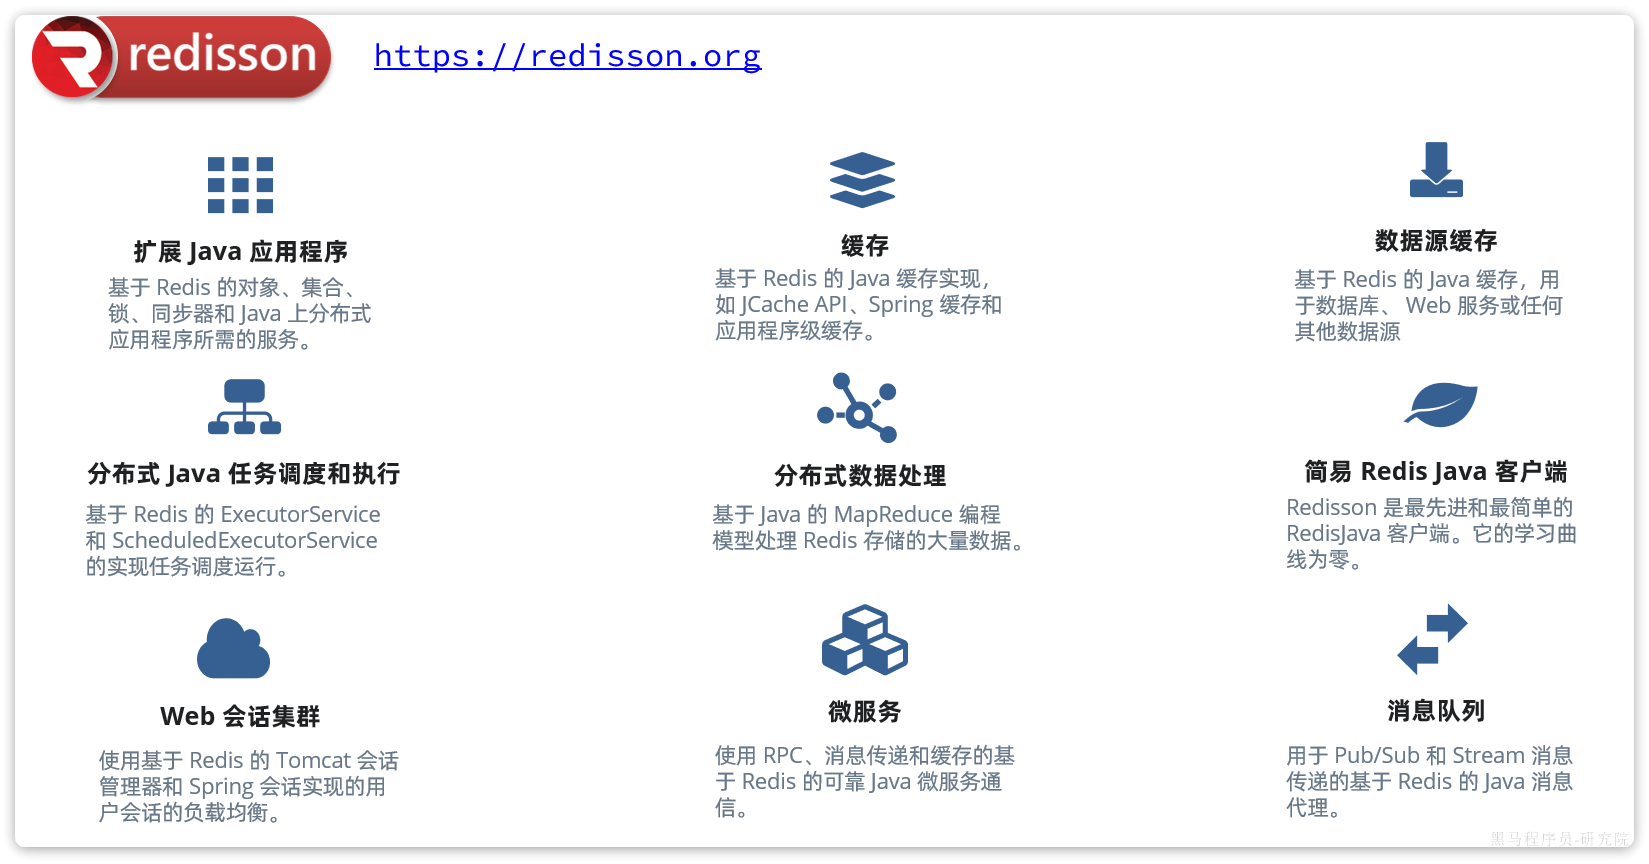 redisson
https://redisson.org
扩展 Java 应用程序
基于 Redis 的对象、集合、
锁、同步器和 Java 上分布式
应用程序所需的服务。
缓存
基于 Redis 的 Java 缓存实现，
如 JCache API、Spring 缓存和
应用程序级缓存。
数据源缓存
基于 Redis 的 Java 缓存，用
于数据库、 Web 服务或任何
其他数据源
分布式 Java 任务调度和执行
基于 Redis 的 ExecutorService
和 ScheduledExecutorService
的实现任务调度运行。
分布式数据处理
基于 Java 的 MapReduce 编程
模型处理 Redis 存储的大量数据。
简易 Redis Java 客户端
Redisson 是最先进和最简单的
RedisJava 客户端。它的学习曲
线为零。
Web 会话集群
使用基于 Redis 的 Tomcat 会话
管理器和 Spring 会话实现的用
户会话的负载均衡。
微服务
使用 RPC、消息传递和缓存的基
于 Redis 的可靠 Java 微服务通
信。
消息队列
用于 Pub/Sub 和 Stream 消息
传递的基于 Redis 的 Java 消息
代理。
黑马程序员-研究院